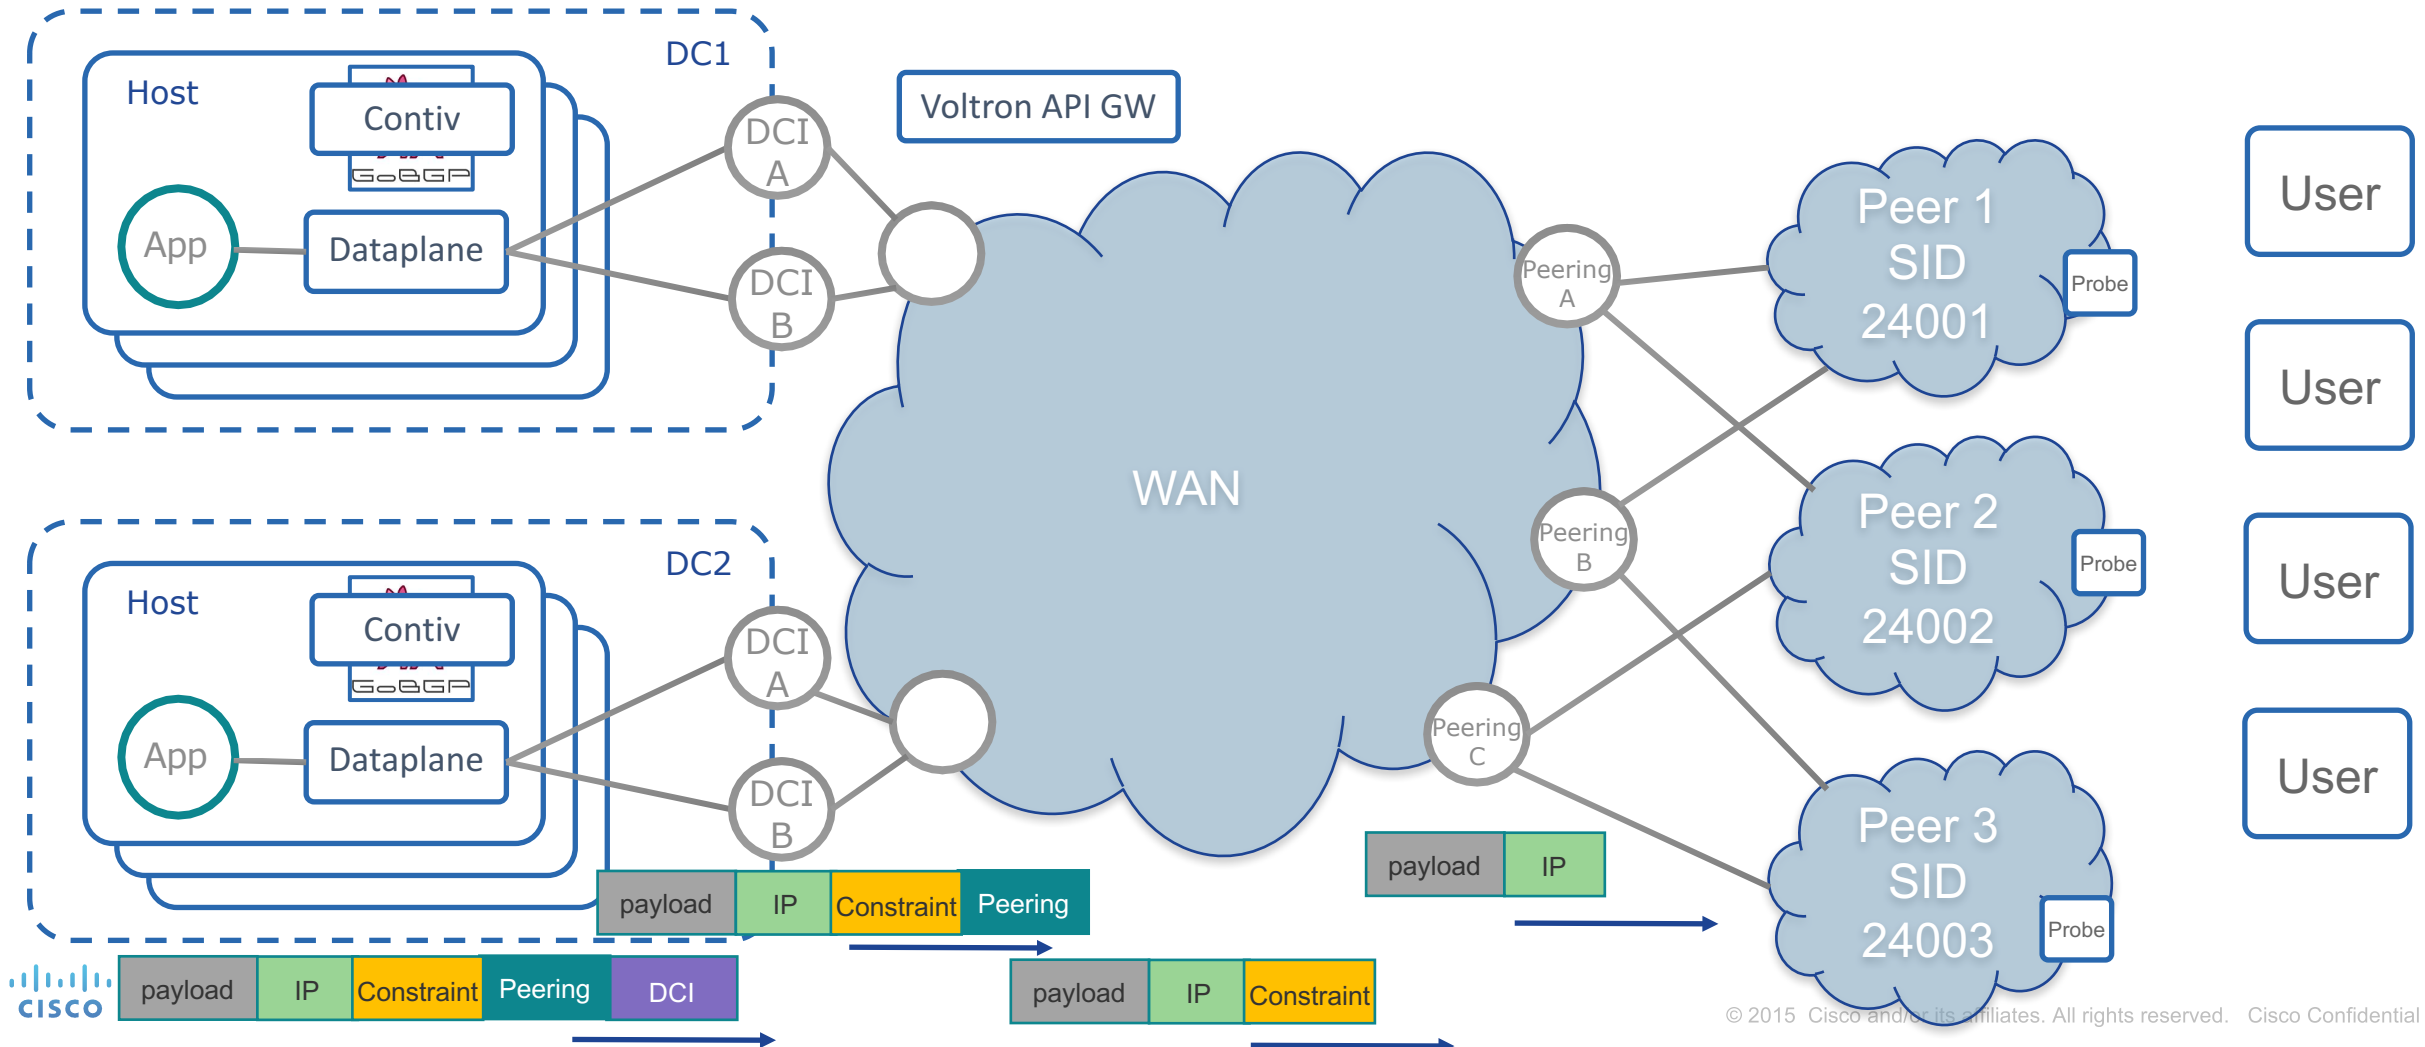 DC1
Host
Contiv
GoBGP
App
Dataplane
DCI
A
DCI
B
Voltron API GW
DC2
Host
Contiv
GoBGP
App
Dataplane
DCI
A
DCI
B
WAN
Peering
A
Peering
B
Peering
C
Peer 1
SID
24001
Probe
Peer 2
SID
24002
Probe
Peer 3
SID
24003
Probe
User
User
User
User
payload IP Constraint Peering
payload IP
payload IP Constraint Peering DCI
payload IP Constraint
CISCO
© 2015 Cisco and/or its affiliates. All rights reserved. Cisco Confidential